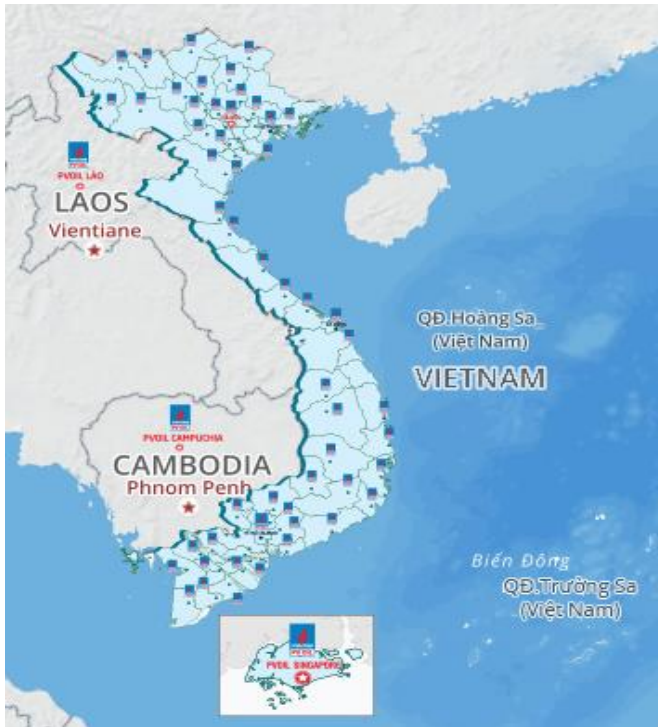 PVOIL LÀO
LAOS
Vientiane
QĐ.Hoàng Sa
(Việt Nam)
VIETNAM
PVOIL CAMPUCHIA
CAMBODIA
Phnom Penh
Biển Đông
QĐ.Trường Sa
(Việt Nam)
PVOIL SINGAPORE